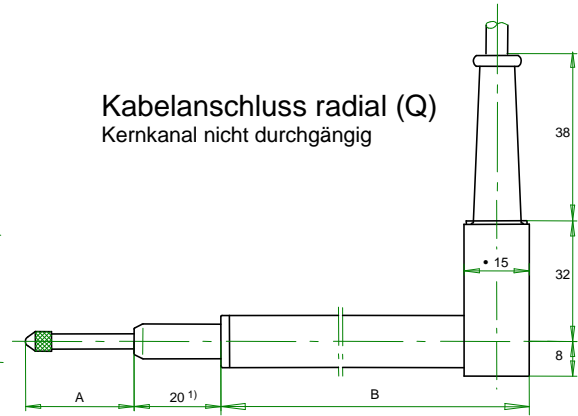 Kabelanschluss radial (Q)
Kernkanal nicht durchgängig
38
• 15
32
8
A
20 1)
B